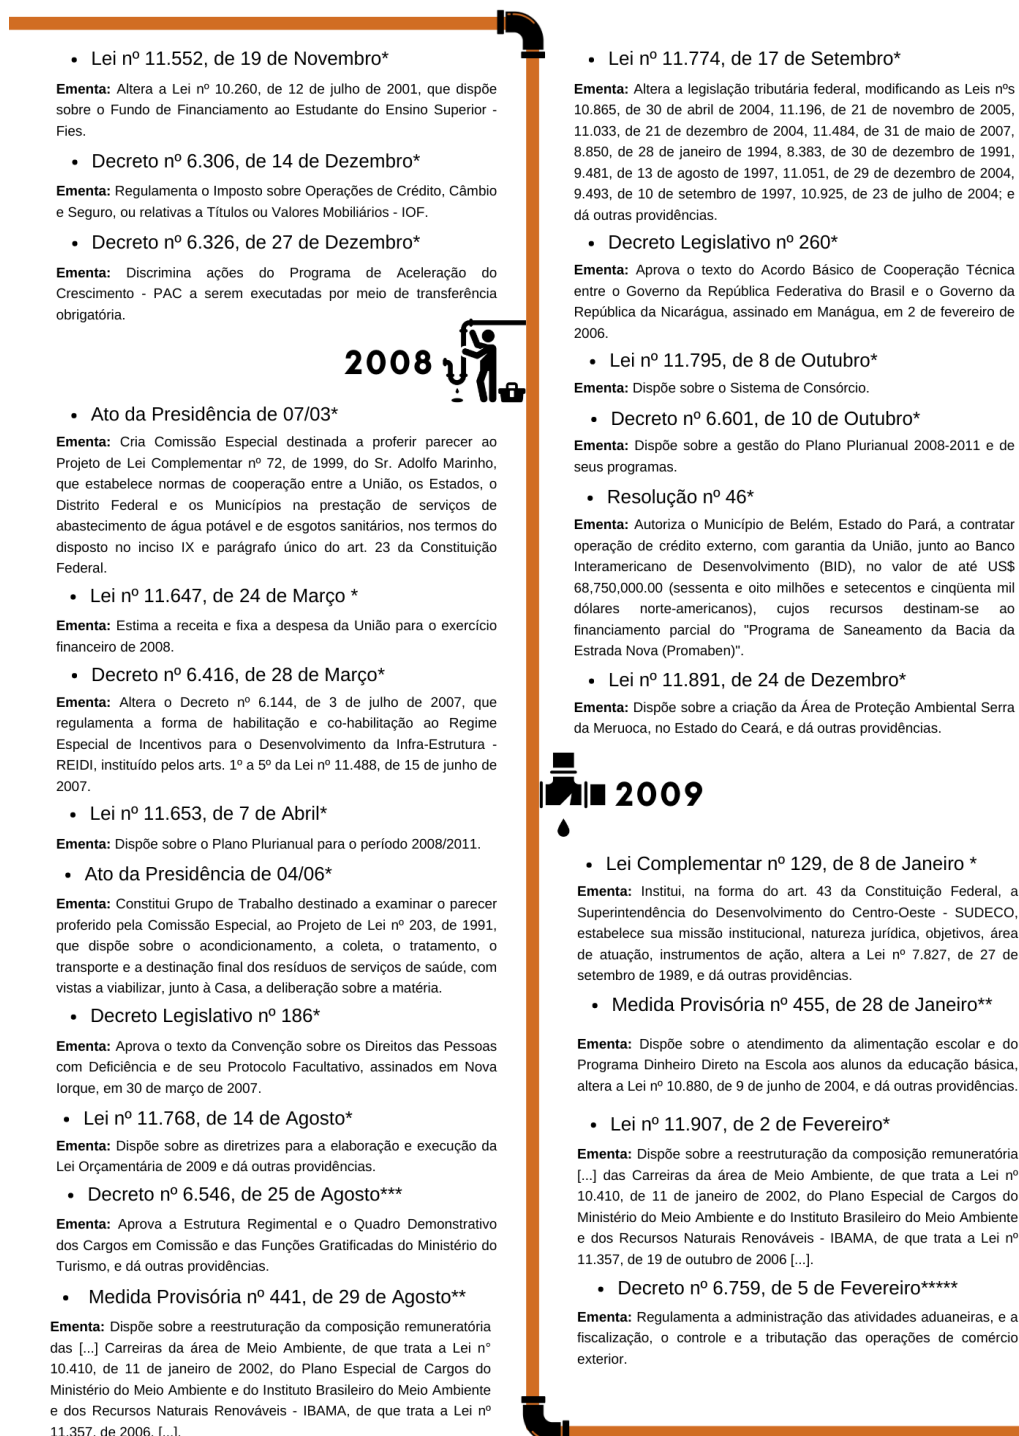 • Lei nº 11.552, de 19 de Novembro*
Ementa: Altera a Lei nº 10.260, de 12 de julho de 2001, que dispõe
sobre o Fundo de Financiamento ao Estudante do Ensino Superior -
Fies.
• Decreto nº 6.306, de 14 de Dezembro*
Ementa: Regulamenta o Imposto sobre Operações de Crédito, Câmbio
e Seguro, ou relativas a Títulos ou Valores Mobiliários - IOF.
• Decreto nº 6.326, de 27 de Dezembro*
Ementa: Discrimina ações do Programa de Aceleração do
Crescimento - PAC a serem executadas por meio de transferência
obrigatória.
2008
• Ato da Presidência de 07/03*
Ementa: Cria Comissão Especial destinada a proferir parecer ao
Projeto de Lei Complementar nº 72, de 1999, do Sr. Adolfo Marinho,
que estabelece normas de cooperação entre a União, os Estados, o
Distrito Federal e os Municípios na prestação de serviços de
abastecimento de água potável e de esgotos sanitários, nos termos do
disposto no inciso IX e parágrafo único do art. 23 da Constituição
Federal.
• Lei nº 11.647, de 24 de Março *
Ementa: Estima a receita e fixa a despesa da União para o exercício
financeiro de 2008.
• Decreto nº 6.416, de 28 de Março*
Ementa: Altera o Decreto nº 6.144, de 3 de julho de 2007, que
regulamenta a forma de habilitação e co-habilitação ao Regime
Especial de Incentivos para o Desenvolvimento da Infra-Estrutura -
REIDI, instituído pelos arts. 1º a 5º da Lei nº 11.488, de 15 de junho de
2007.
• Lei nº 11.653, de 7 de Abril*
Ementa: Dispõe sobre o Plano Plurianual para o período 2008/2011.
• Ato da Presidência de 04/06*
Ementa: Constitui Grupo de Trabalho destinado a examinar o parecer
proferido pela Comissão Especial, ao Projeto de Lei nº 203, de 1991,
que dispõe sobre o acondicionamento, a coleta, o tratamento, o
transporte e a destinação final dos resíduos de serviços de saúde, com
vistas a viabilizar, junto à Casa, a deliberação sobre a matéria.
• Decreto Legislativo nº 186*
Ementa: Aprova o texto da Convenção sobre os Direitos das Pessoas
com Deficiência e de seu Protocolo Facultativo, assinados em Nova
Iorque, em 30 de março de 2007.
• Lei nº 11.768, de 14 de Agosto*
Ementa: Dispõe sobre as diretrizes para a elaboração e execução da
Lei Orçamentária de 2009 e dá outras providências.
• Decreto nº 6.546, de 25 de Agosto***
Ementa: Aprova a Estrutura Regimental e o Quadro Demonstrativo
dos Cargos em Comissão e das Funções Gratificadas do Ministério do
Turismo, e dá outras providências.
• Medida Provisória nº 441, de 29 de Agosto**
Ementa: Dispõe sobre a reestruturação da composição remuneratória
das [...] Carreiras da área de Meio Ambiente, de que trata a Lei n°
10.410, de 11 de janeiro de 2002, do Plano Especial de Cargos do
Ministério do Meio Ambiente e do Instituto Brasileiro do Meio Ambiente
e dos Recursos Naturais Renováveis - IBAMA, de que trata a Lei nº
11.357, de 2006, [...].
• Lei nº 11.774, de 17 de Setembro*
Ementa: Altera a legislação tributária federal, modificando as Leis nºs
10.865, de 30 de abril de 2004, 11.196, de 21 de novembro de 2005,
11.033, de 21 de dezembro de 2004, 11.484, de 31 de maio de 2007,
8.850, de 28 de janeiro de 1994, 8.383, de 30 de dezembro de 1991,
9.481, de 13 de agosto de 1997, 11.051, de 29 de dezembro de 2004,
9.493, de 10 de setembro de 1997, 10.925, de 23 de julho de 2004; e
dá outras providências.
• Decreto Legislativo nº 260*
Ementa: Aprova o texto do Acordo Básico de Cooperação Técnica
entre o Governo da República Federativa do Brasil e o Governo da
República da Nicarágua, assinado em Manágua, em 2 de fevereiro de
2006.
• Lei nº 11.795, de 8 de Outubro*
Ementa: Dispõe sobre o Sistema de Consórcio.
• Decreto nº 6.601, de 10 de Outubro*
Ementa: Dispõe sobre a gestão do Plano Plurianual 2008-2011 e de
seus programas.
• Resolução nº 46*
Ementa: Autoriza o Município de Belém, Estado do Pará, a contratar
operação de crédito externo, com garantia da União, junto ao Banco
Interamericano de Desenvolvimento (BID), no valor de até US$
68,750,000.00 (sessenta e oito milhões e setecentos e cinqüenta mil
dólares norte-americanos), cujos recursos destinam-se ao
financiamento parcial do "Programa de Saneamento da Bacia da
Estrada Nova (Promaben)".
• Lei nº 11.891, de 24 de Dezembro*
Ementa: Dispõe sobre a criação da Área de Proteção Ambiental Serra
da Meruoca, no Estado do Ceará, e dá outras providências.
2009
• Lei Complementar nº 129, de 8 de Janeiro *
Ementa: Institui, na forma do art. 43 da Constituição Federal, a
Superintendência do Desenvolvimento do Centro-Oeste - SUDECO,
estabelece sua missão institucional, natureza jurídica, objetivos, área
de atuação, instrumentos de ação, altera a Lei nº 7.827, de 27 de
setembro de 1989, e dá outras providências.
• Medida Provisória nº 455, de 28 de Janeiro**
Ementa: Dispõe sobre o atendimento da alimentação escolar e do
Programa Dinheiro Direto na Escola aos alunos da educação básica,
altera a Lei nº 10.880, de 9 de junho de 2004, e dá outras providências.
• Lei nº 11.907, de 2 de Fevereiro*
Ementa: Dispõe sobre a reestruturação da composição remuneratória
[...] das Carreiras da área de Meio Ambiente, de que trata a Lei nº
10.410, de 11 de janeiro de 2002, do Plano Especial de Cargos do
Ministério do Meio Ambiente e do Instituto Brasileiro do Meio Ambiente
e dos Recursos Naturais Renováveis - IBAMA, de que trata a Lei nº
11.357, de 19 de outubro de 2006 [...].
• Decreto nº 6.759, de 5 de Fevereiro*****
Ementa: Regulamenta a administração das atividades aduaneiras, e a
fiscalização, o controle e a tributação das operações de comércio
exterior.